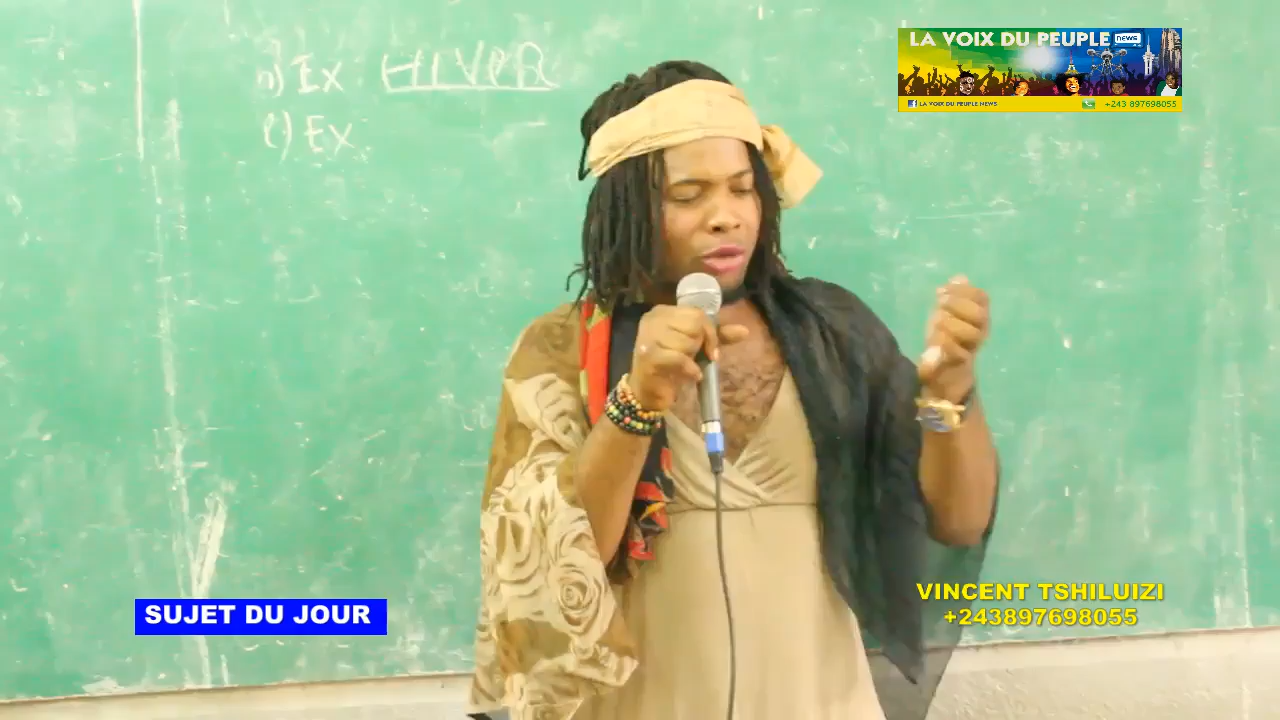 LA VOIX DU PEUPLE news
LA VOIX DU PEUPLE NEWS +243 897698055
Ex HIVER
Ex
SUJET DU JOUR
VINCENT TSHILUIZI
+243897698055